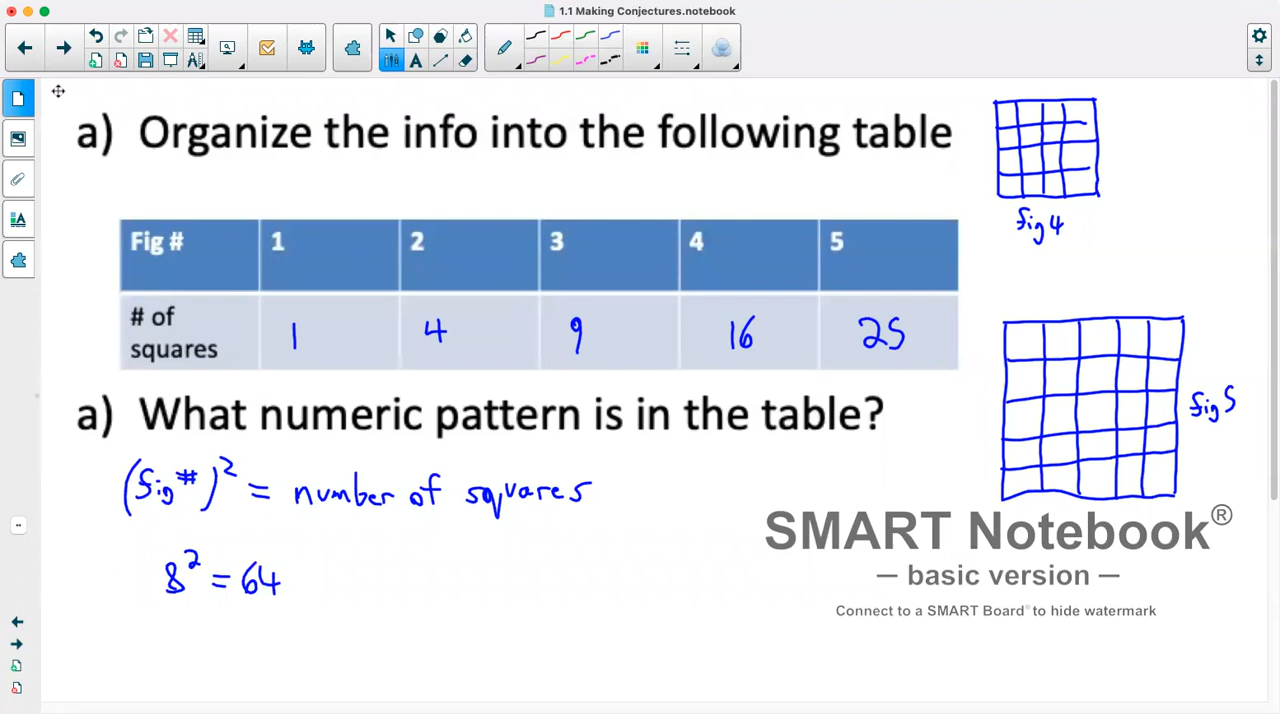 1.1 Making Conjectures.notebook
a) Organize the info into the following table
fig 4
Fig # 1 2 3 4 5
# of squares 1 4 9 16 25
fig 5
a) What numeric pattern is in the table?
(fig #)² = number of squares
8² = 64
SMART Notebook®
— basic version —
Connect to a SMART Board® to hide watermark